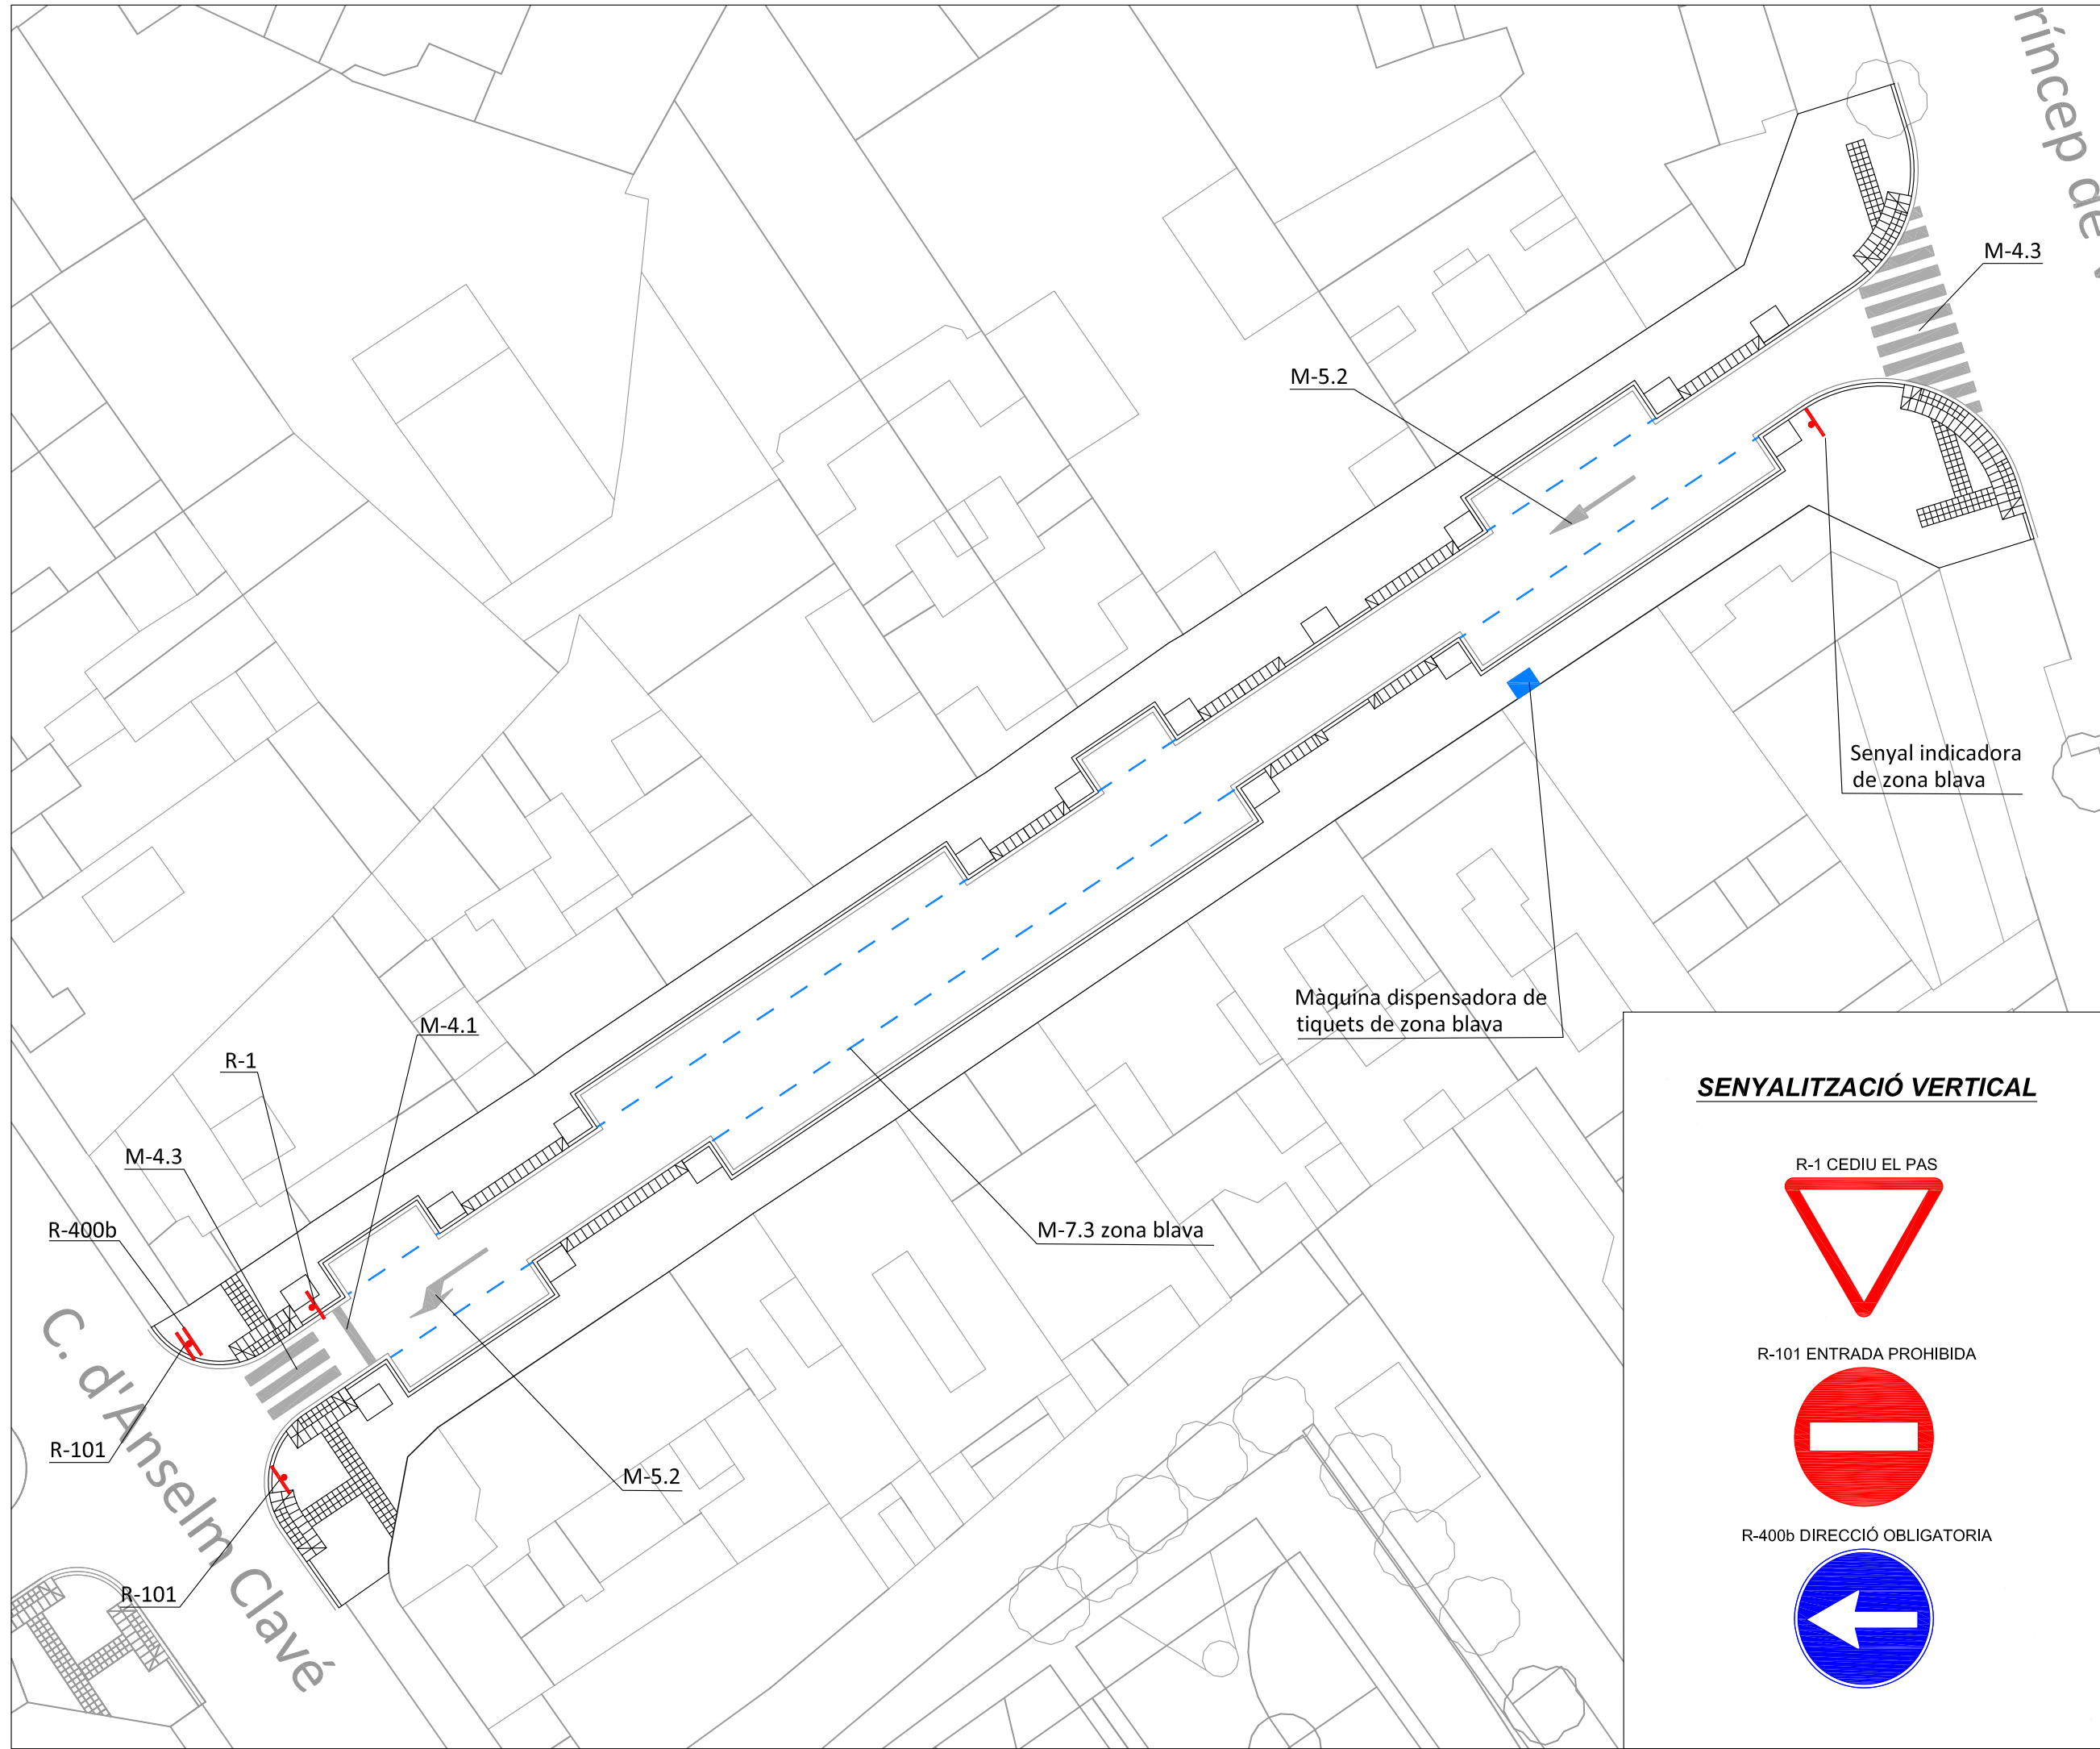 ríncep de V
M-4.3
M-5.2
Senyal indicadora
de zona blava
Màquina dispensadora de
tiquets de zona blava
M-4.1
R-1
M-4.3
R-400b
M-7.3 zona blava
R-101
M-5.2
R-101
C. d'Anselm Clavé
SENYALITZACIÓ VERTICAL
R-1 CEDIU EL PAS
R-101 ENTRADA PROHIBIDA
R-400b DIRECCIÓ OBLIGATORIA